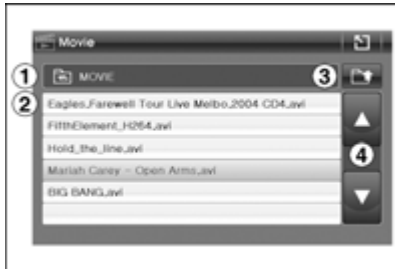 Movie
① MOVIE ③
② Eagles,Farewell Tour Live Melbo,2004 CD4.avi
FifthElement_H264.avi
Hold_the_line.avi
④
Mariah Carey - Open Arms.avi
BIG BANG.avi